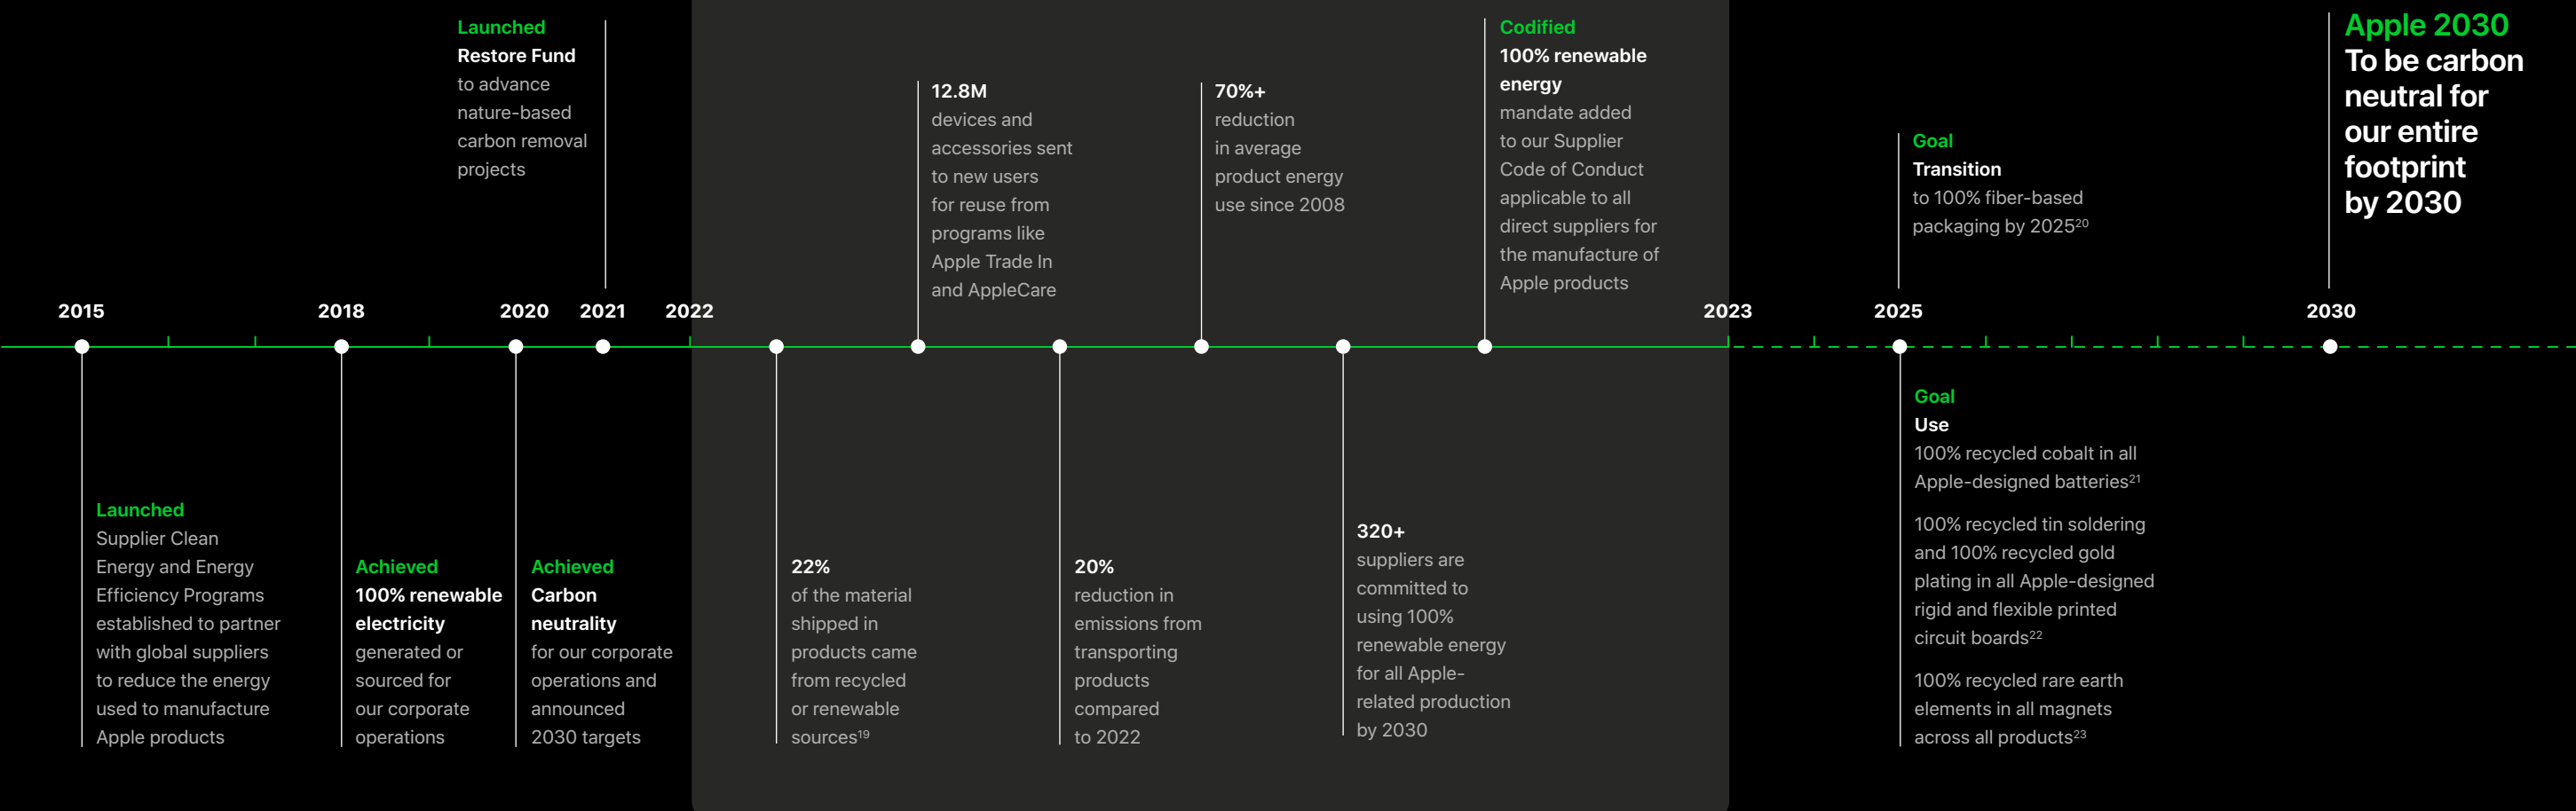 Launched
Restore Fund
to advance
nature-based
carbon removal
projects
12.8M
devices and
accessories sent
to new users
for reuse from
programs like
Apple Trade In
and AppleCare
70%+
reduction
in average
product energy
use since 2008
Codified
100% renewable
energy
mandate added
to our Supplier
Code of Conduct
applicable to all
direct suppliers for
the manufacture of
Apple products
Goal
Transition
to 100% fiber-based
packaging by 2025²⁰
Apple 2030
To be carbon
neutral for
our entire
footprint
by 2030
2015 2018 2020 2021 2022 2023 2025 2030
Launched
Supplier Clean
Energy and Energy
Efficiency Programs
established to partner
with global suppliers
to reduce the energy
used to manufacture
Apple products
Achieved
100% renewable
electricity
generated or
sourced for
our corporate
operations
Achieved
Carbon
neutrality
for our corporate
operations and
announced
2030 targets
22%
of the material
shipped in
products came
from recycled
or renewable
sources¹⁹
20%
reduction in
emissions from
transporting
products
compared
to 2022
320+
suppliers are
committed to
using 100%
renewable energy
for all Apple-
related production
by 2030
Goal
Use
100% recycled cobalt in all
Apple-designed batteries²¹
100% recycled tin soldering
and 100% recycled gold
plating in all Apple-designed
rigid and flexible printed
circuit boards²²
100% recycled rare earth
elements in all magnets
across all products²³